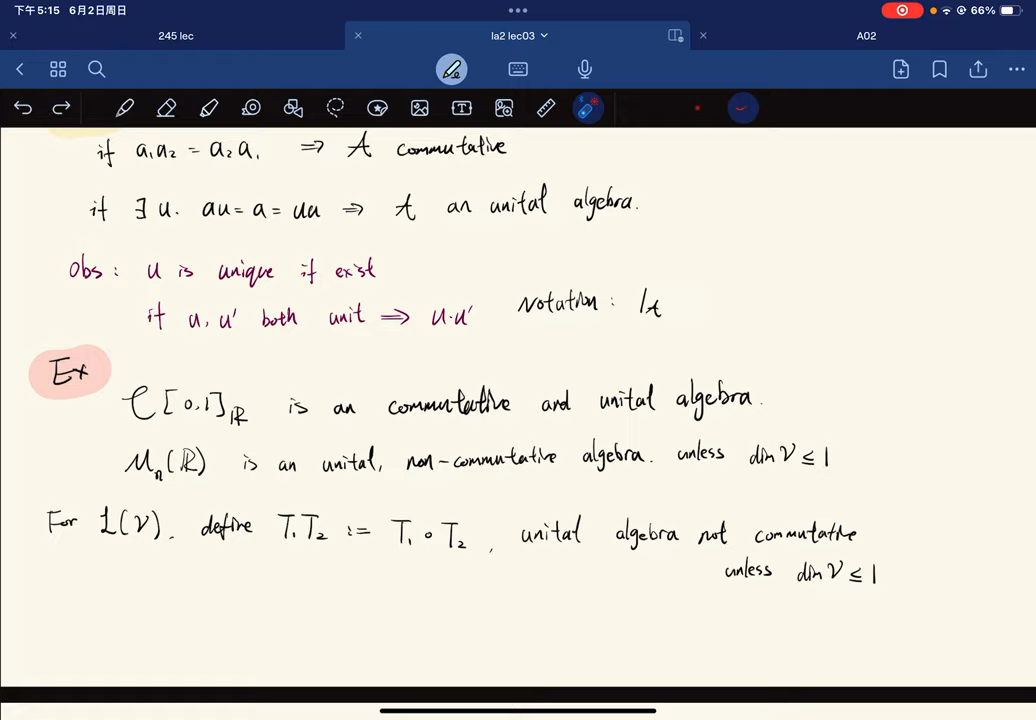 下午5:15 6月2日周日
66%
245 lec
la2 lec03
A02
if a₁a₂ = a₂a₁ ⇒ A commutative
if ∃ u. au = a = ua ⇒ A an unital algebra.
Obs: u is unique if exist
if u, u' both unit ⇒ u·u' Notation: 1_A
Ex
C[0,1]_ℝ is an commutative and unital algebra.
M_n(ℝ) is an unital, non-commutative algebra. unless dim V ≤ 1
For L(V), define T₁T₂ := T₁ ∘ T₂, unital algebra not commutative
unless dim V ≤ 1